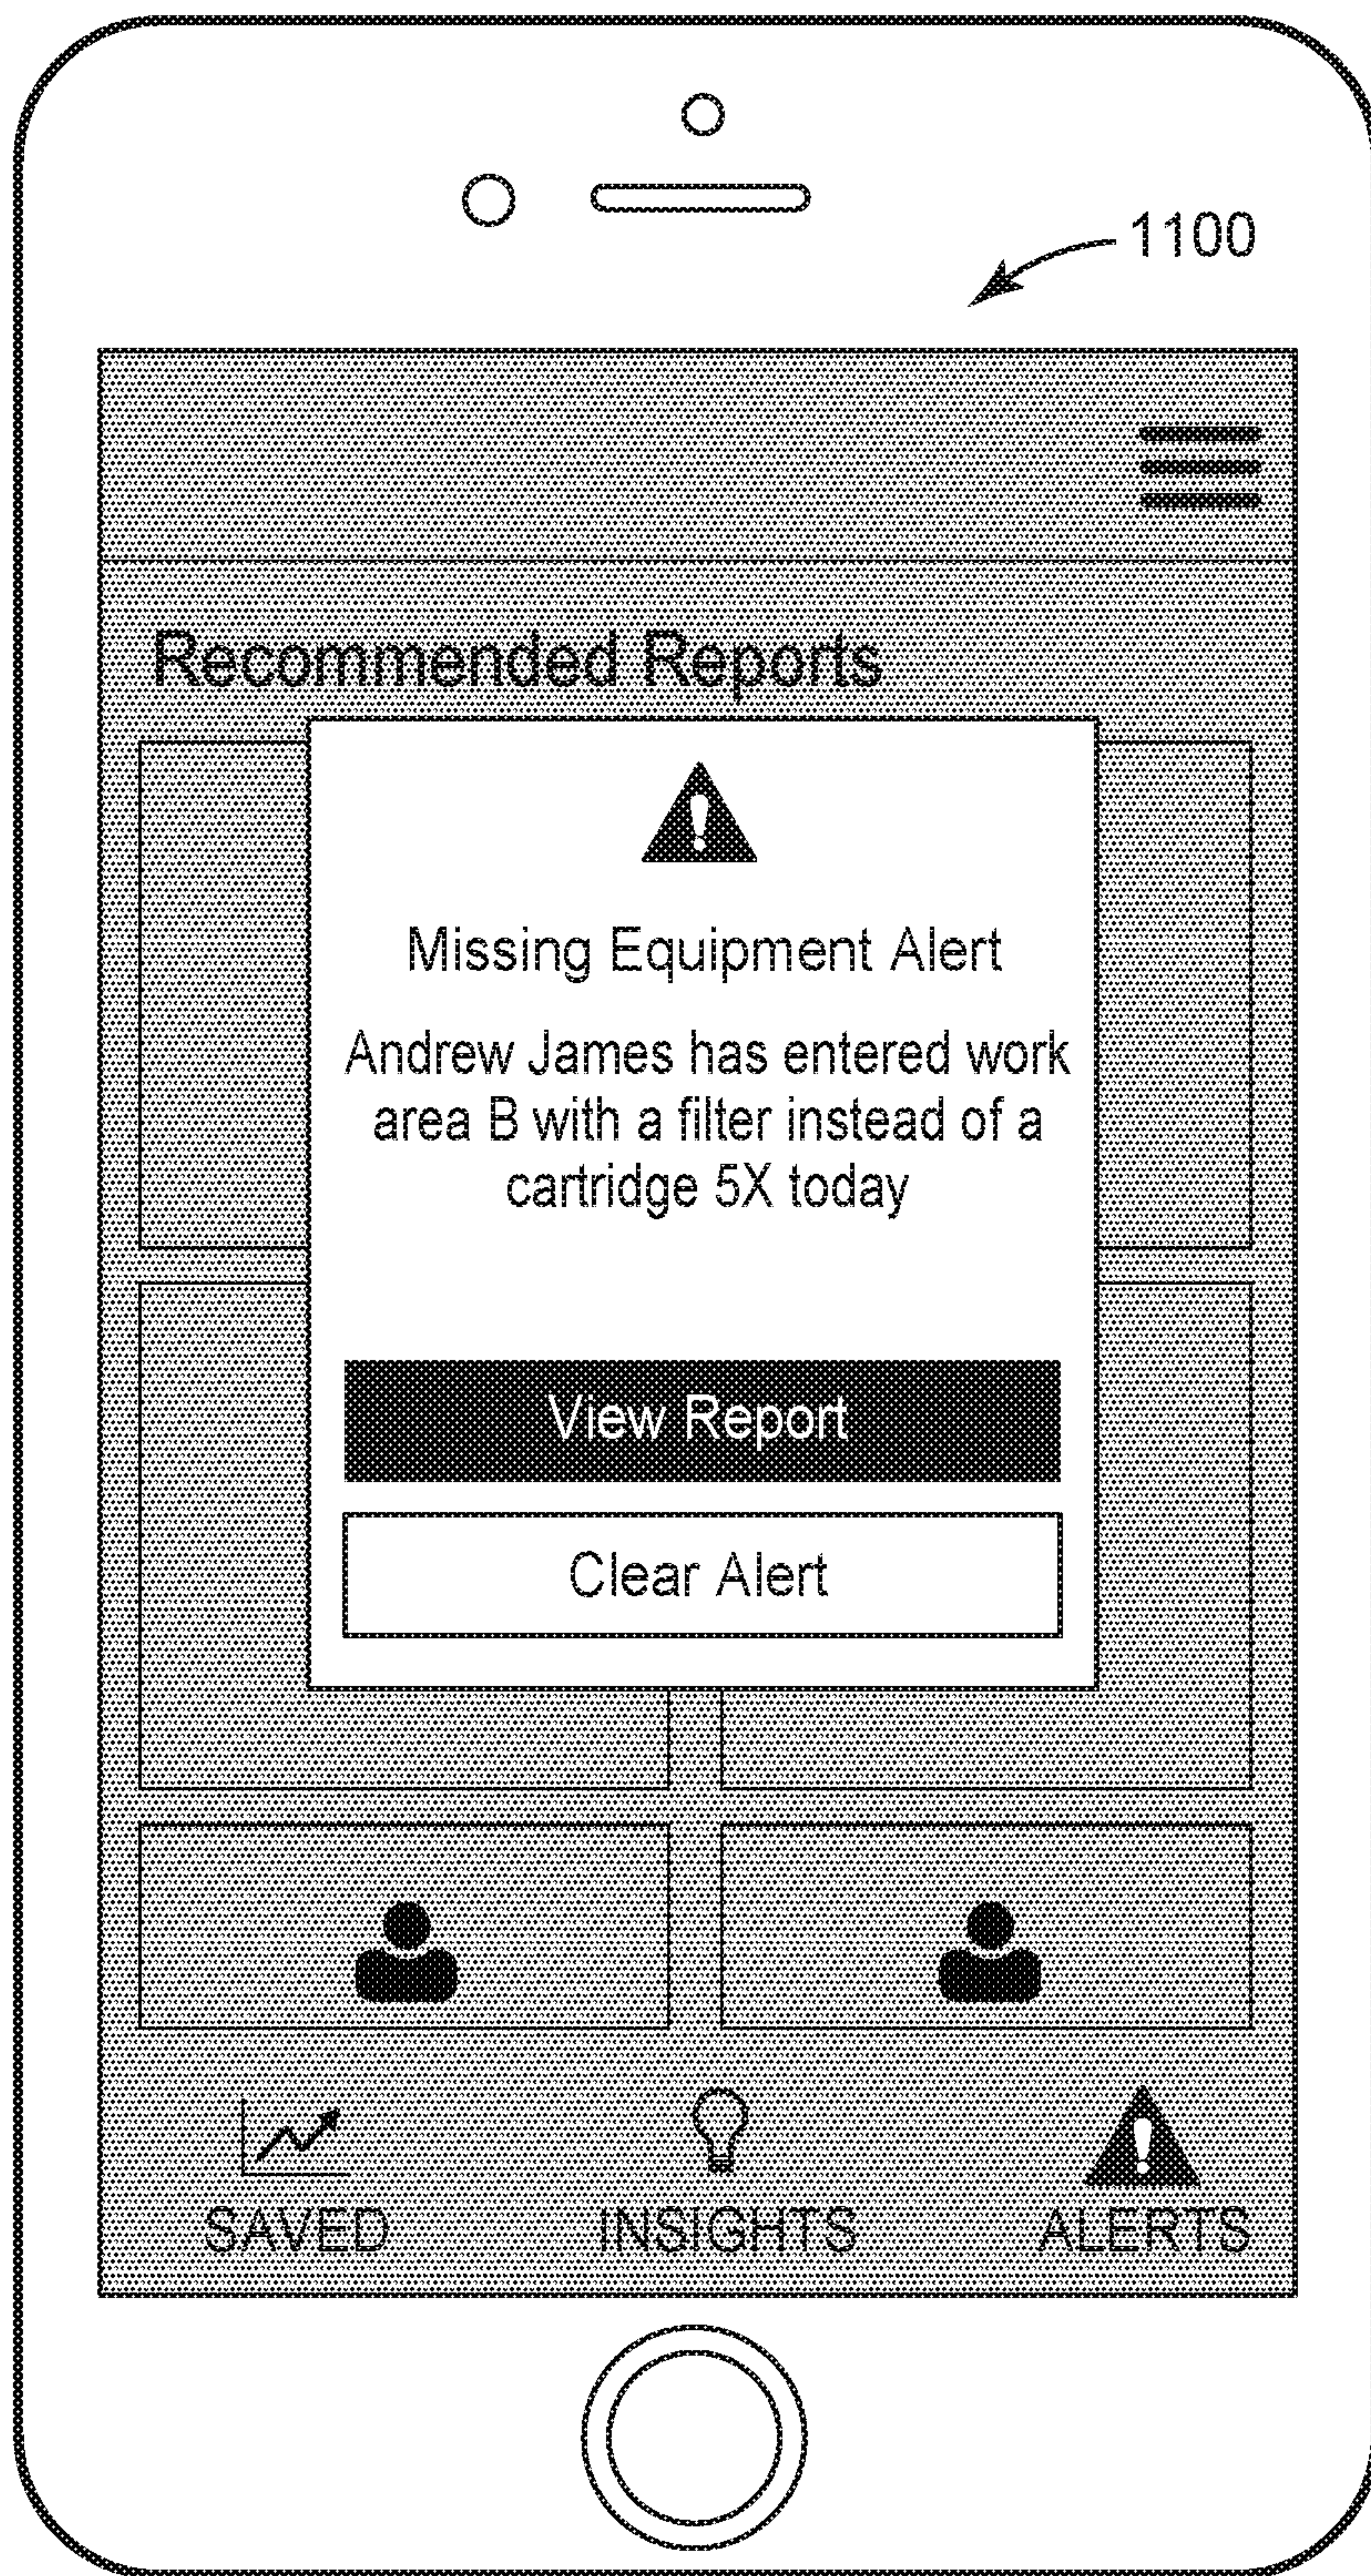 1100
Recommended Reports
Missing Equipment Alert
Andrew James has entered work
area B with a filter instead of a
cartridge 5X today
View Report
Clear Alert
SAVED
INSIGHTS
ALERTS